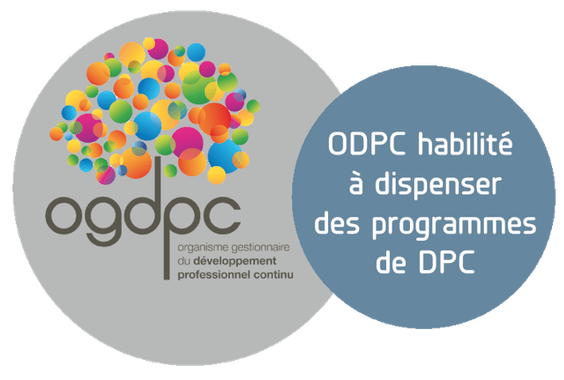 ogdpc
organisme gestionnaire
du développement
professionnel continu
ODPC habilité
à dispenser
des programmes
de DPC